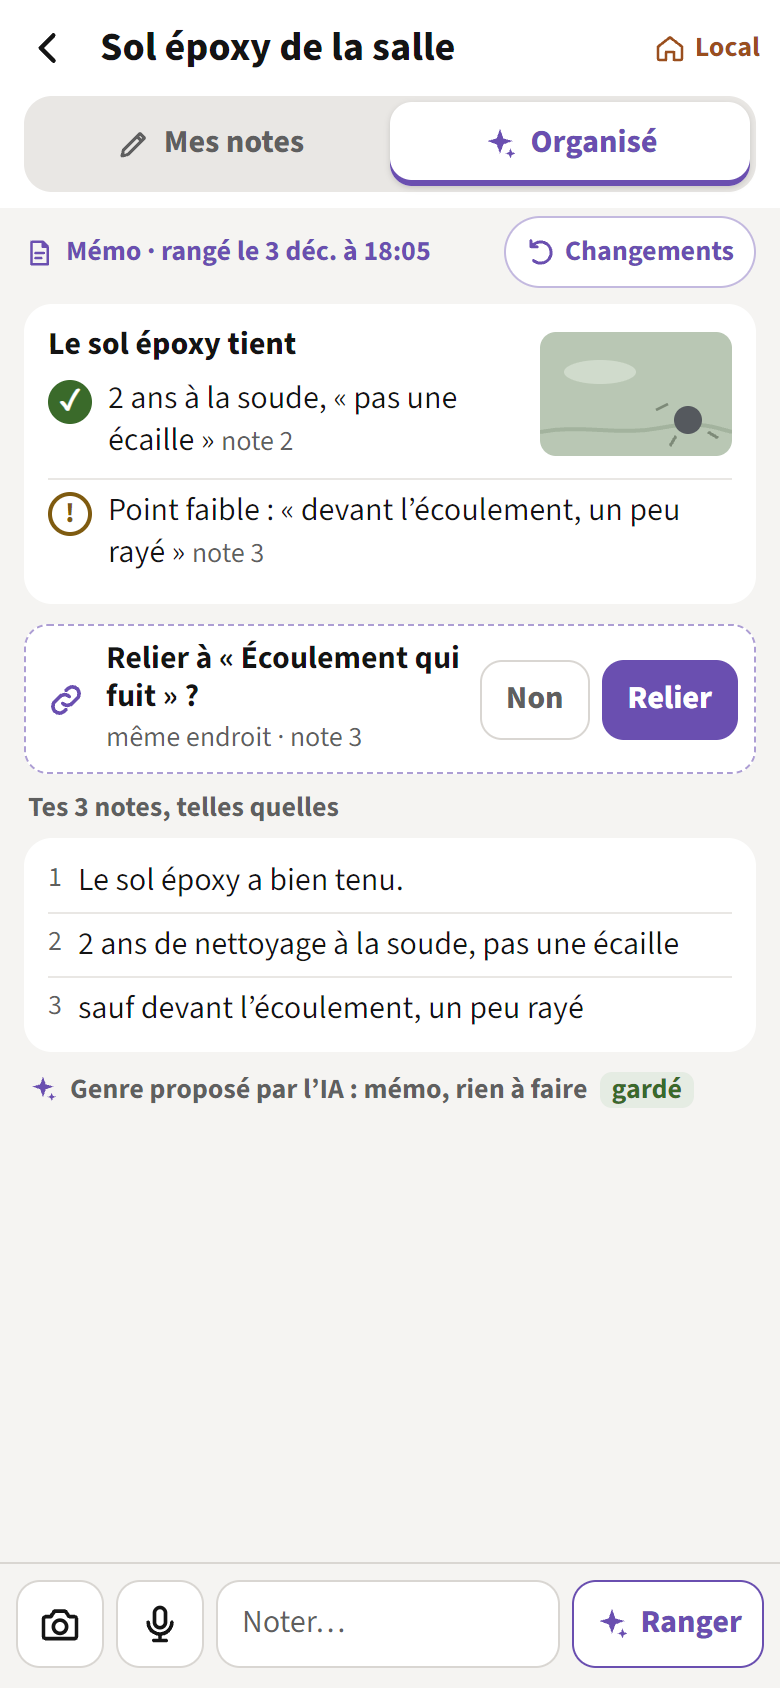 Sol époxy de la salle
Local
Mes notes
Organisé
Mémo · rangé le 3 déc. à 18:05
Changements
Le sol époxy tient
2 ans à la soude, « pas une
écaille » note 2
Point faible : « devant l’écoulement, un peu
rayé » note 3
Relier à « Écoulement qui
fuit » ?
même endroit · note 3
Non
Relier
Tes 3 notes, telles quelles
1 Le sol époxy a bien tenu.
2 2 ans de nettoyage à la soude, pas une écaille
3 sauf devant l’écoulement, un peu rayé
Genre proposé par l’IA : mémo, rien à faire gardé
Noter…
Ranger